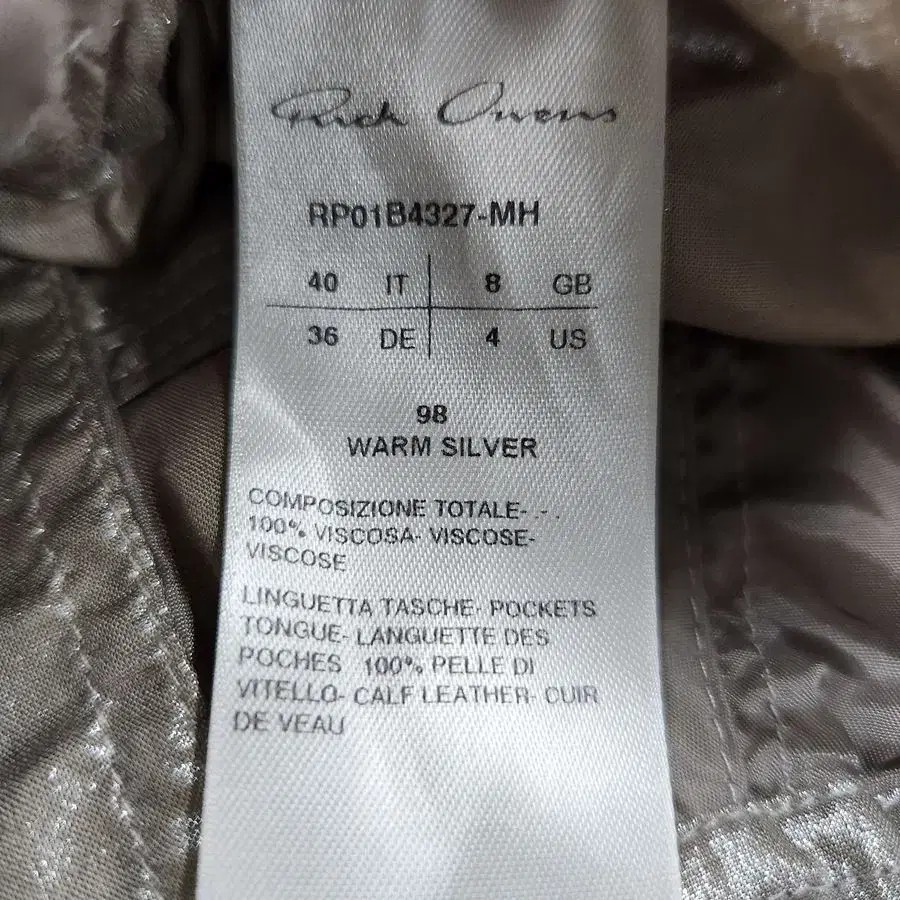 Rick Owens
RP01B4327-MH
40 IT 8 GB
36 DE 4 US
98
WARM SILVER
COMPOSIZIONE TOTALE- - .
100% VISCOSA- VISCOSE-
VISCOSE
LINGUETTA TASCHE- POCKETS
TONGUE- LANGUETTE DES
POCHES 100% PELLE DI
VITELLO- CALF LEATHER- CUIR
DE VEAU